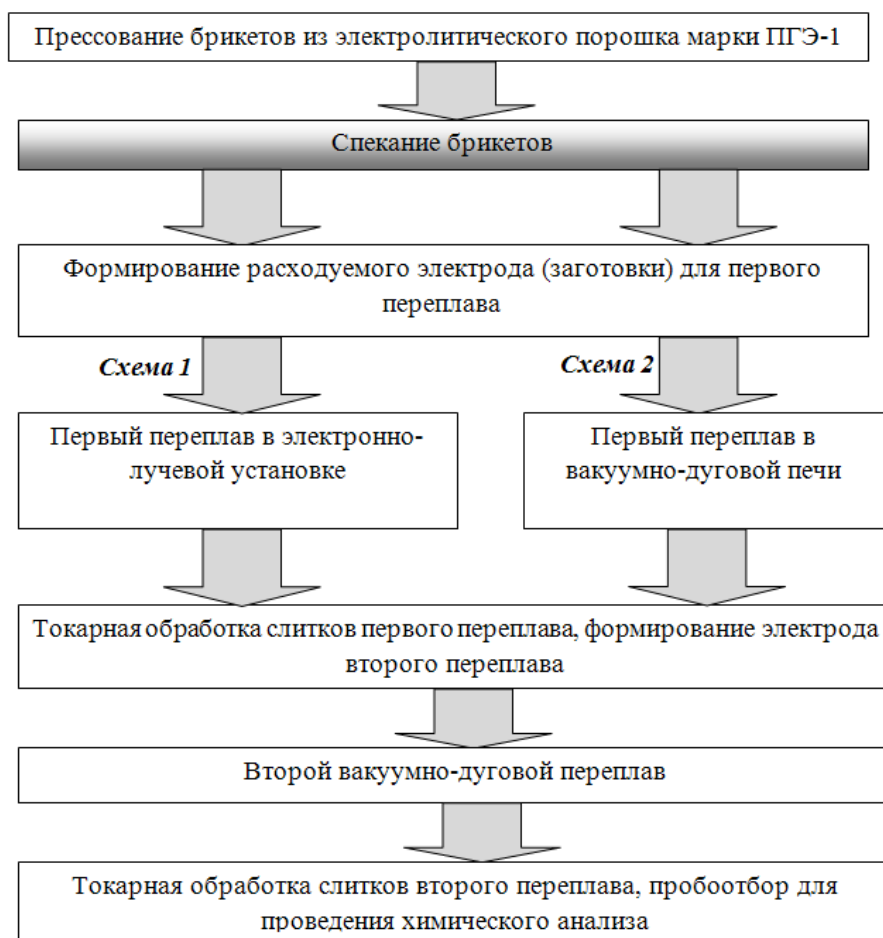 Прессование брикетов из электролитического порошка марки ПГЭ-1
Спекание брикетов
Формирование расходуемого электрода (заготовки) для первого
переплава
Схема 1
Схема 2
Первый переплав в электронно-
лучевой установке
Первый переплав в
вакуумно-дуговой печи
Токарная обработка слитков первого переплава, формирование электрода
второго переплава
Второй вакуумно-дуговой переплав
Токарная обработка слитков второго переплава, пробоотбор для
проведения химического анализа